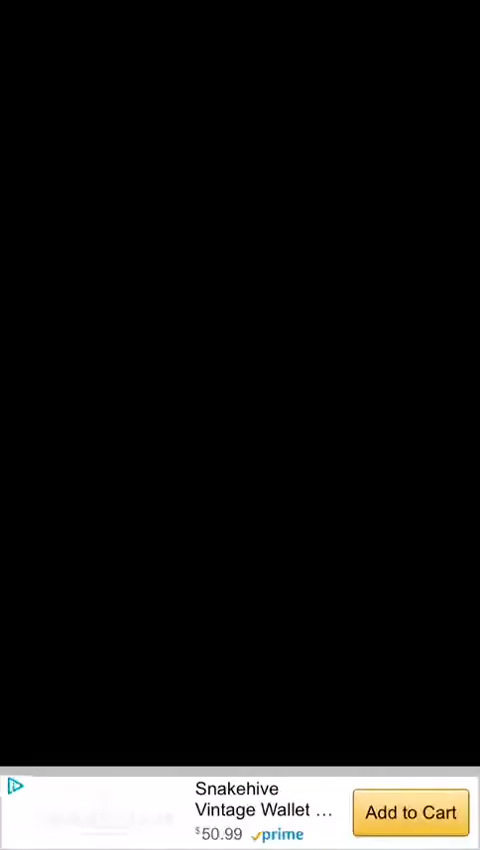 Snakehive
Vintage Wallet ...
$50.99 prime
Add to Cart